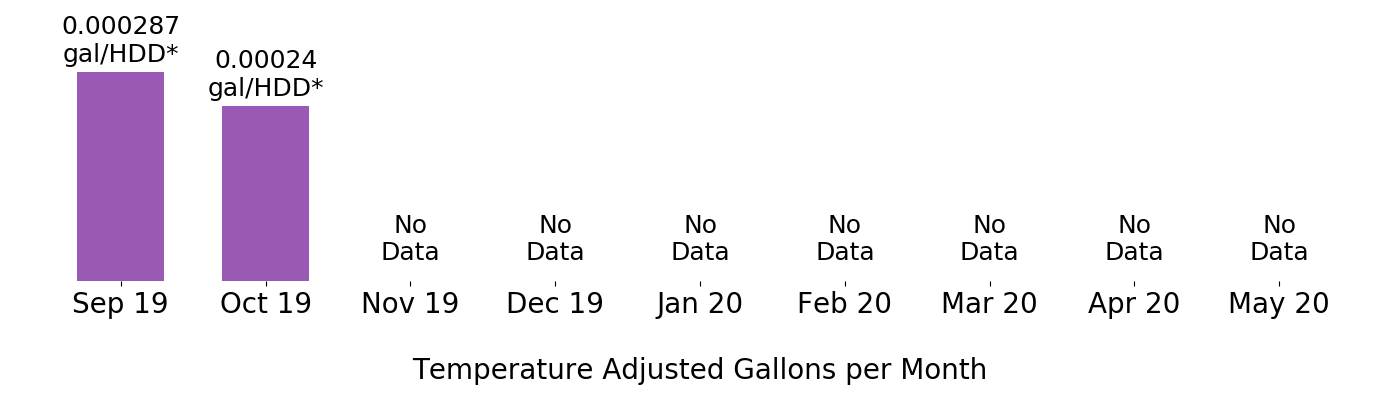 0.000287
gal/HDD*
0.00024
gal/HDD*
No
Data
No
Data
No
Data
No
Data
No
Data
No
Data
No
Data
Sep 19
Oct 19
Nov 19
Dec 19
Jan 20
Feb 20
Mar 20
Apr 20
May 20
Temperature Adjusted Gallons per Month